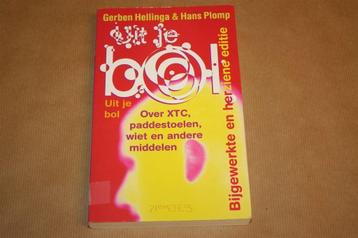 Gerben Hellinga & Hans Plomp
Uit je
bol
Uit je
bol
Over XTC,
paddestoelen,
wiet en andere
middelen
Bijgewerkte en herziene editie